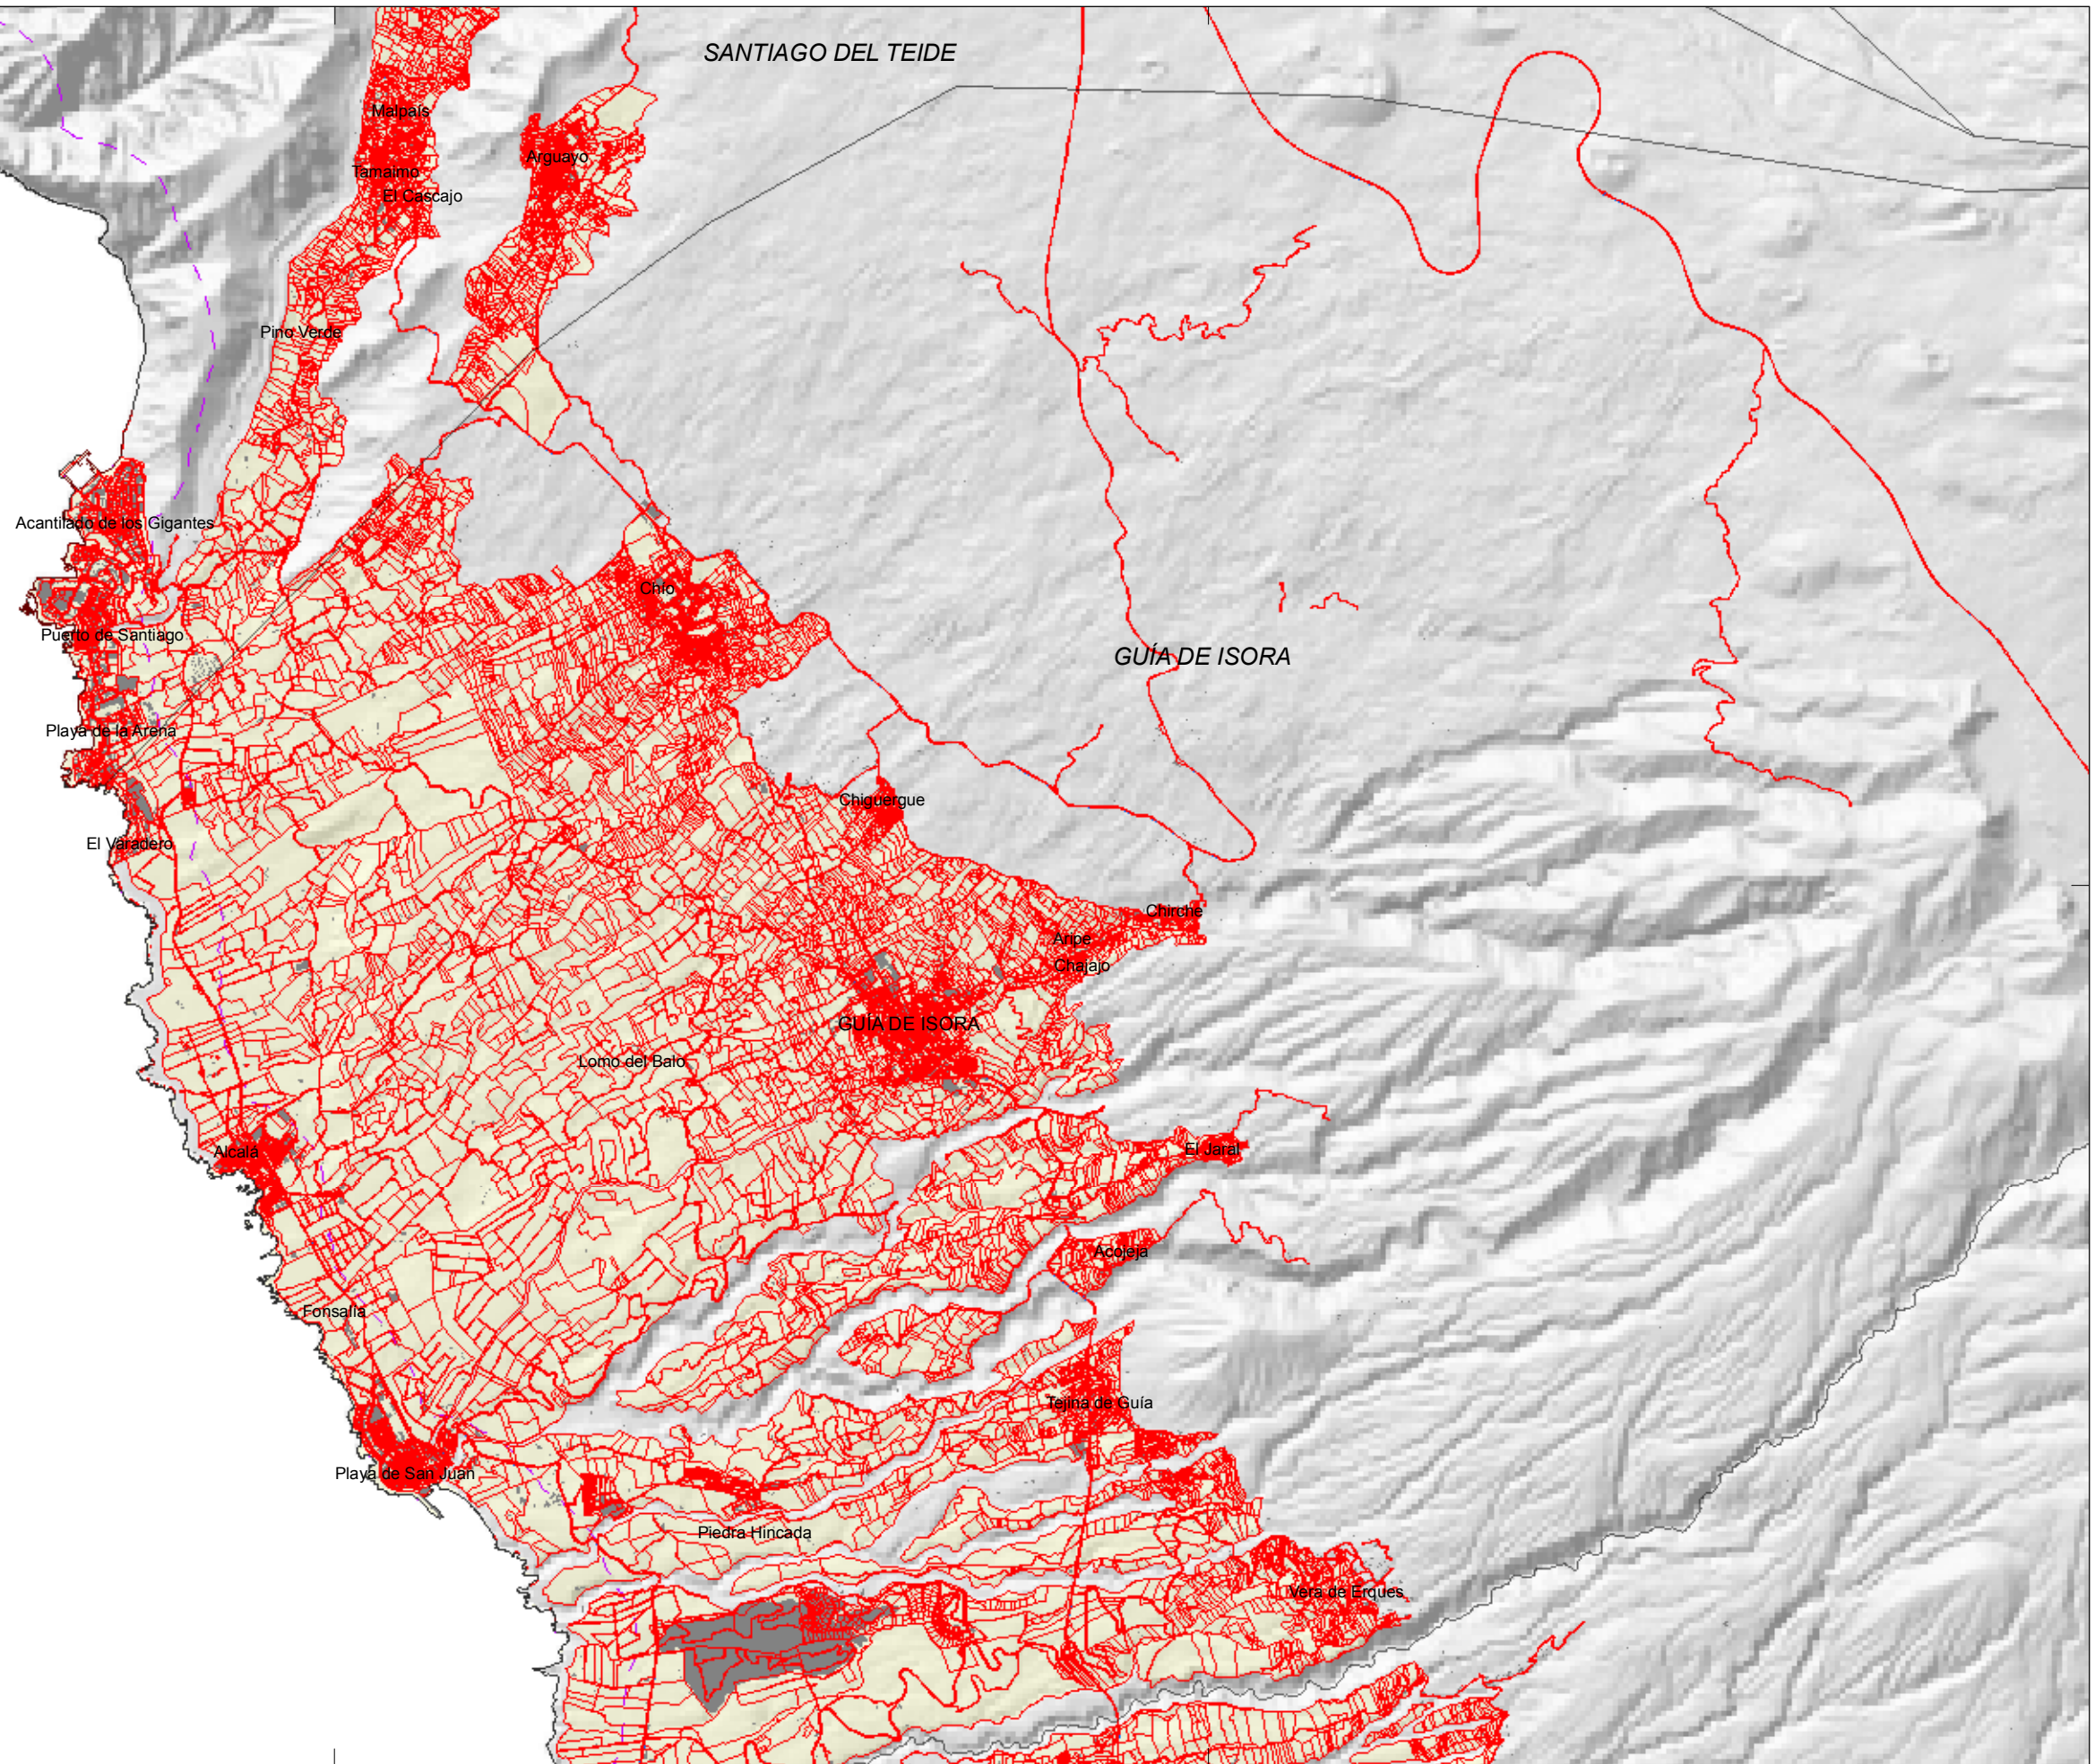 SANTIAGO DEL TEIDE
Malpaís
Arguayo
Tamaimo
El Cascajo
Pino Verde
Acantilado de los Gigantes
Chío
Puerto de Santiago
GUÍA DE ISORA
Playa de la Arena
Chiguergue
El Varadero
Chirche
Aripe
Chajajo
GUÍA DE ISORA
Lomo del Balo
Alcalá
El Jaral
Acojeja
Fonsalía
Tejina de Guía
Playa de San Juan
Piedra Hincada
Vera de Erques